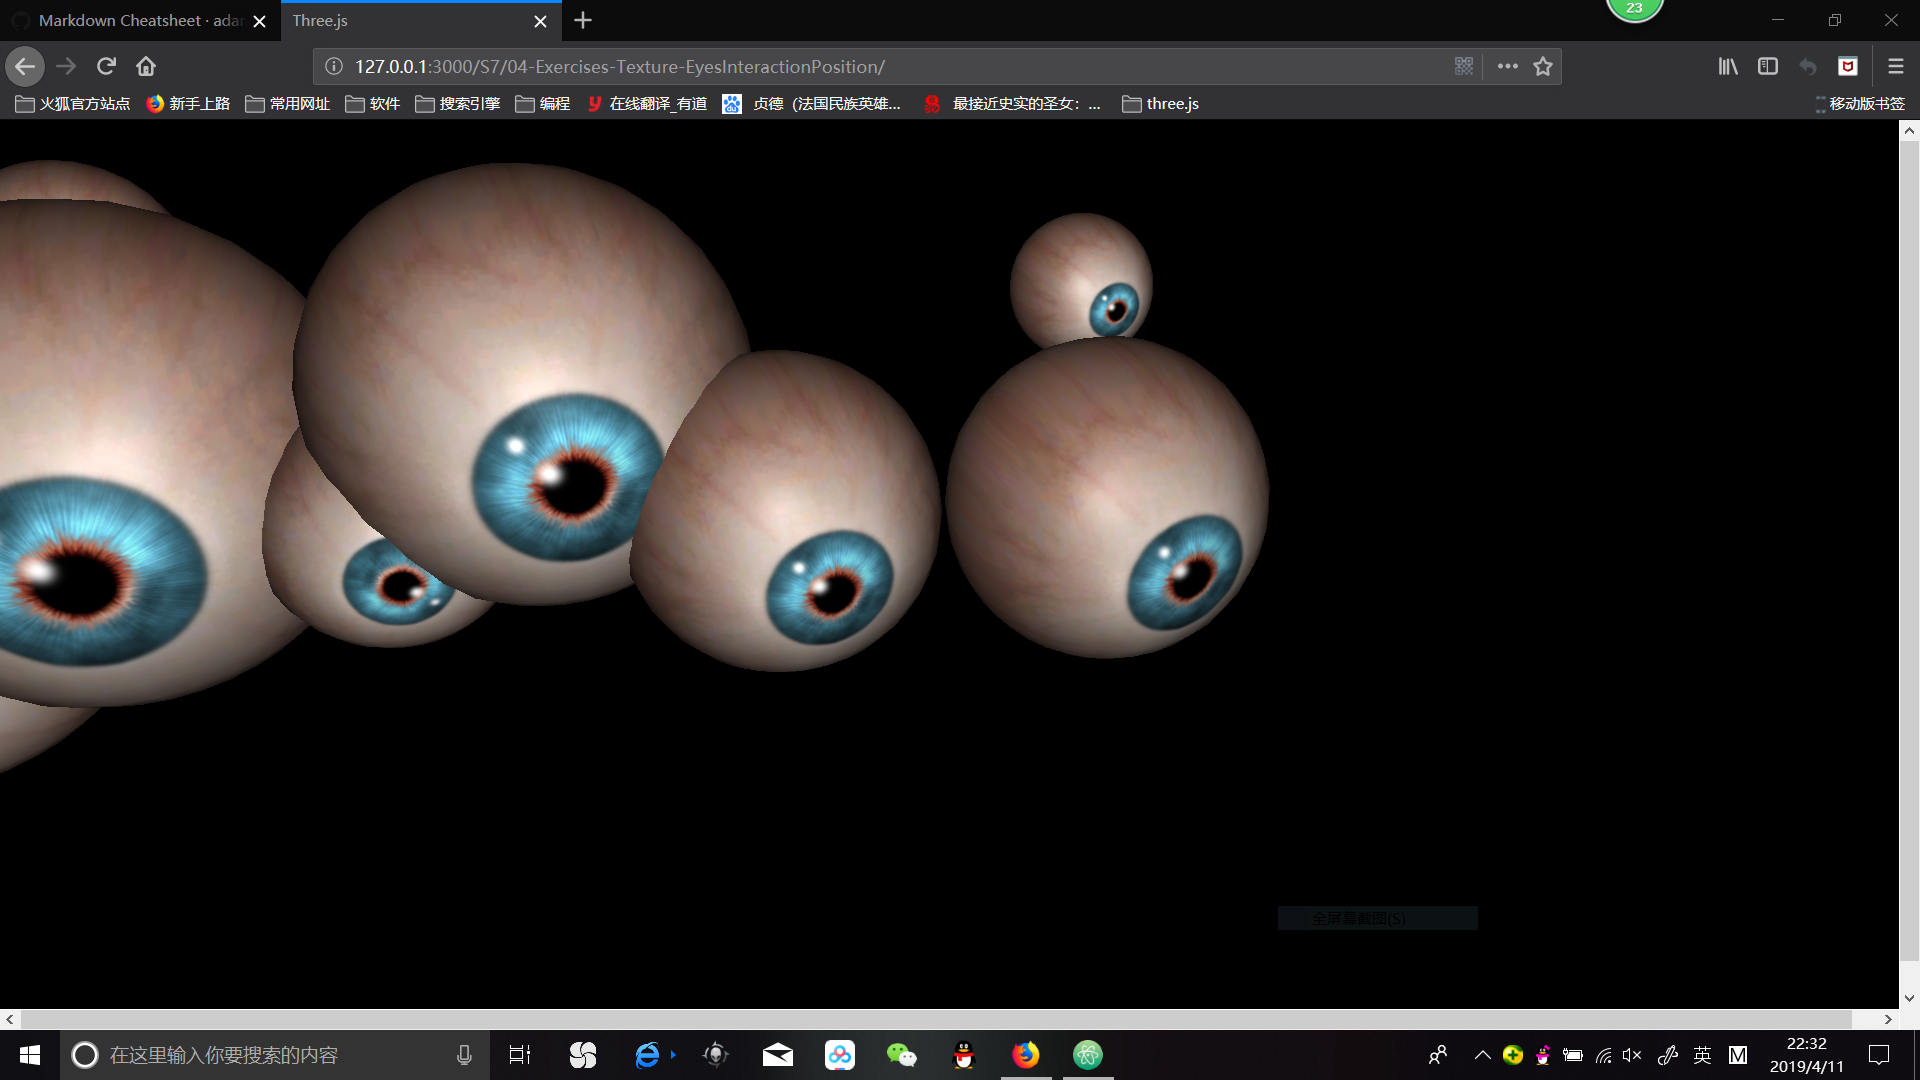 Markdown Cheatsheet · adar
Three.js
23
127.0.0.1:3000/S7/04-Exercises-Texture-EyesInteractionPosition/
火狐官方站点 新手上路 常用网址 软件 搜索引擎 编程 在线翻译_有道 贞德（法国民族英雄... 最接近史实的圣女：... three.js 移动版书签
全屏幕截图(S)
在这里输入你要搜索的内容
英 M
22:32
2019/4/11